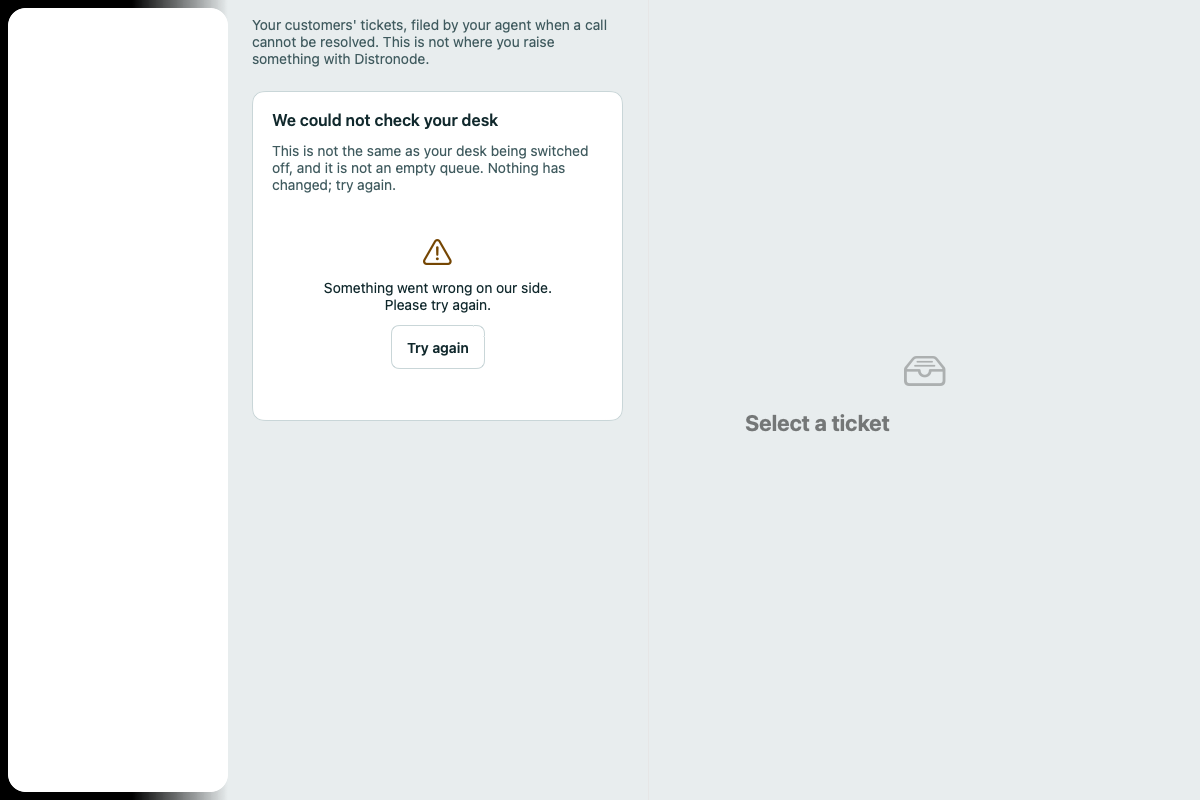 Your customers' tickets, filed by your agent when a call
cannot be resolved. This is not where you raise
something with Distronode.
We could not check your desk
This is not the same as your desk being switched
off, and it is not an empty queue. Nothing has
changed; try again.
Something went wrong on our side.
Please try again.
Try again
Select a ticket